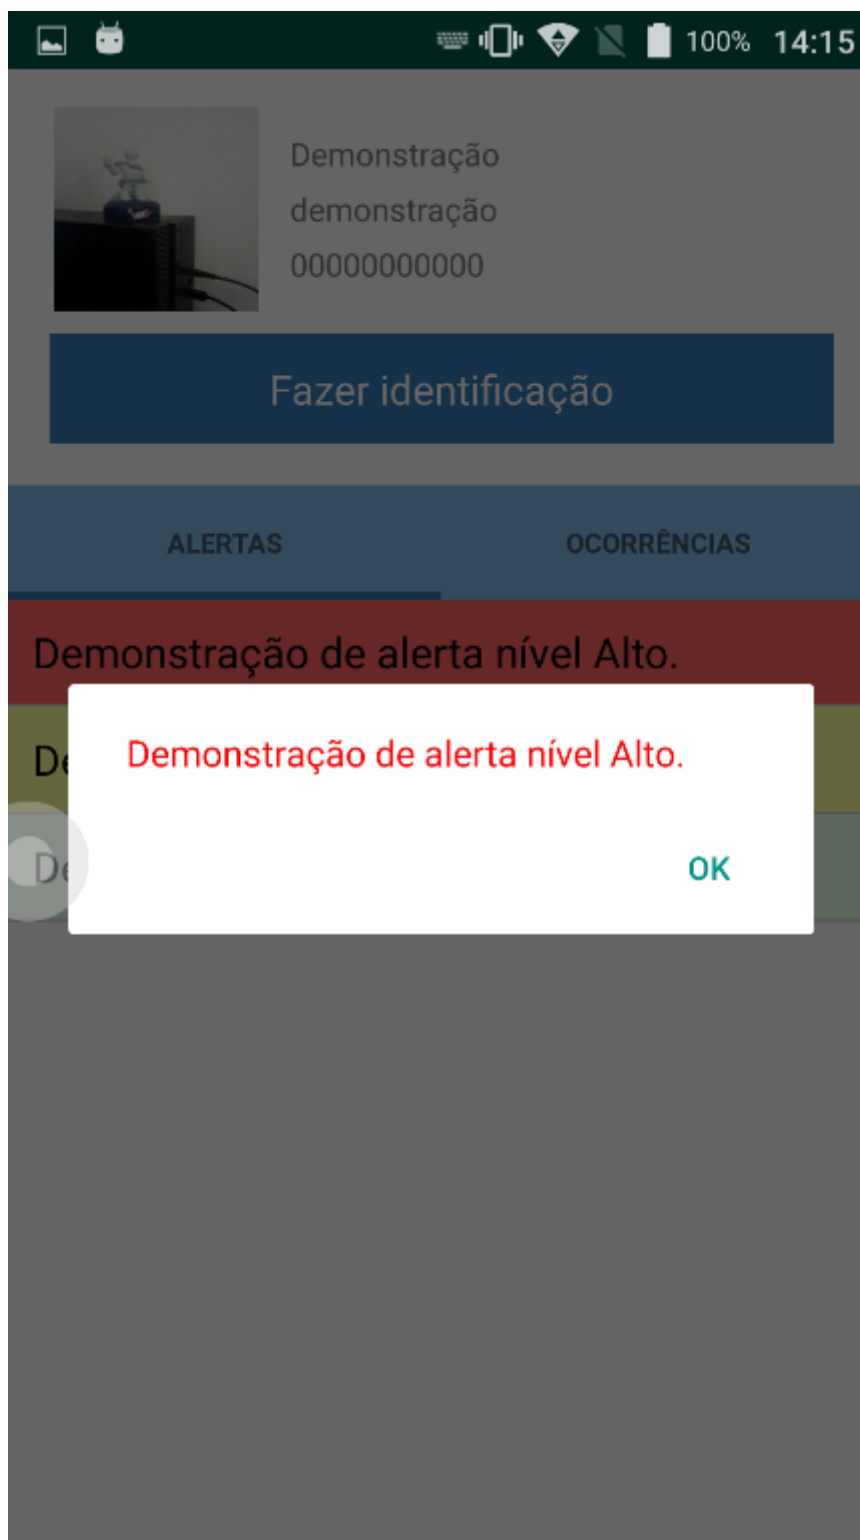 100% 14:15
Demonstração
demonstração
00000000000
Fazer identificação
ALERTAS
OCORRÊNCIAS
Demonstração de alerta nível Alto.
Demonstração de alerta nível Alto.
OK